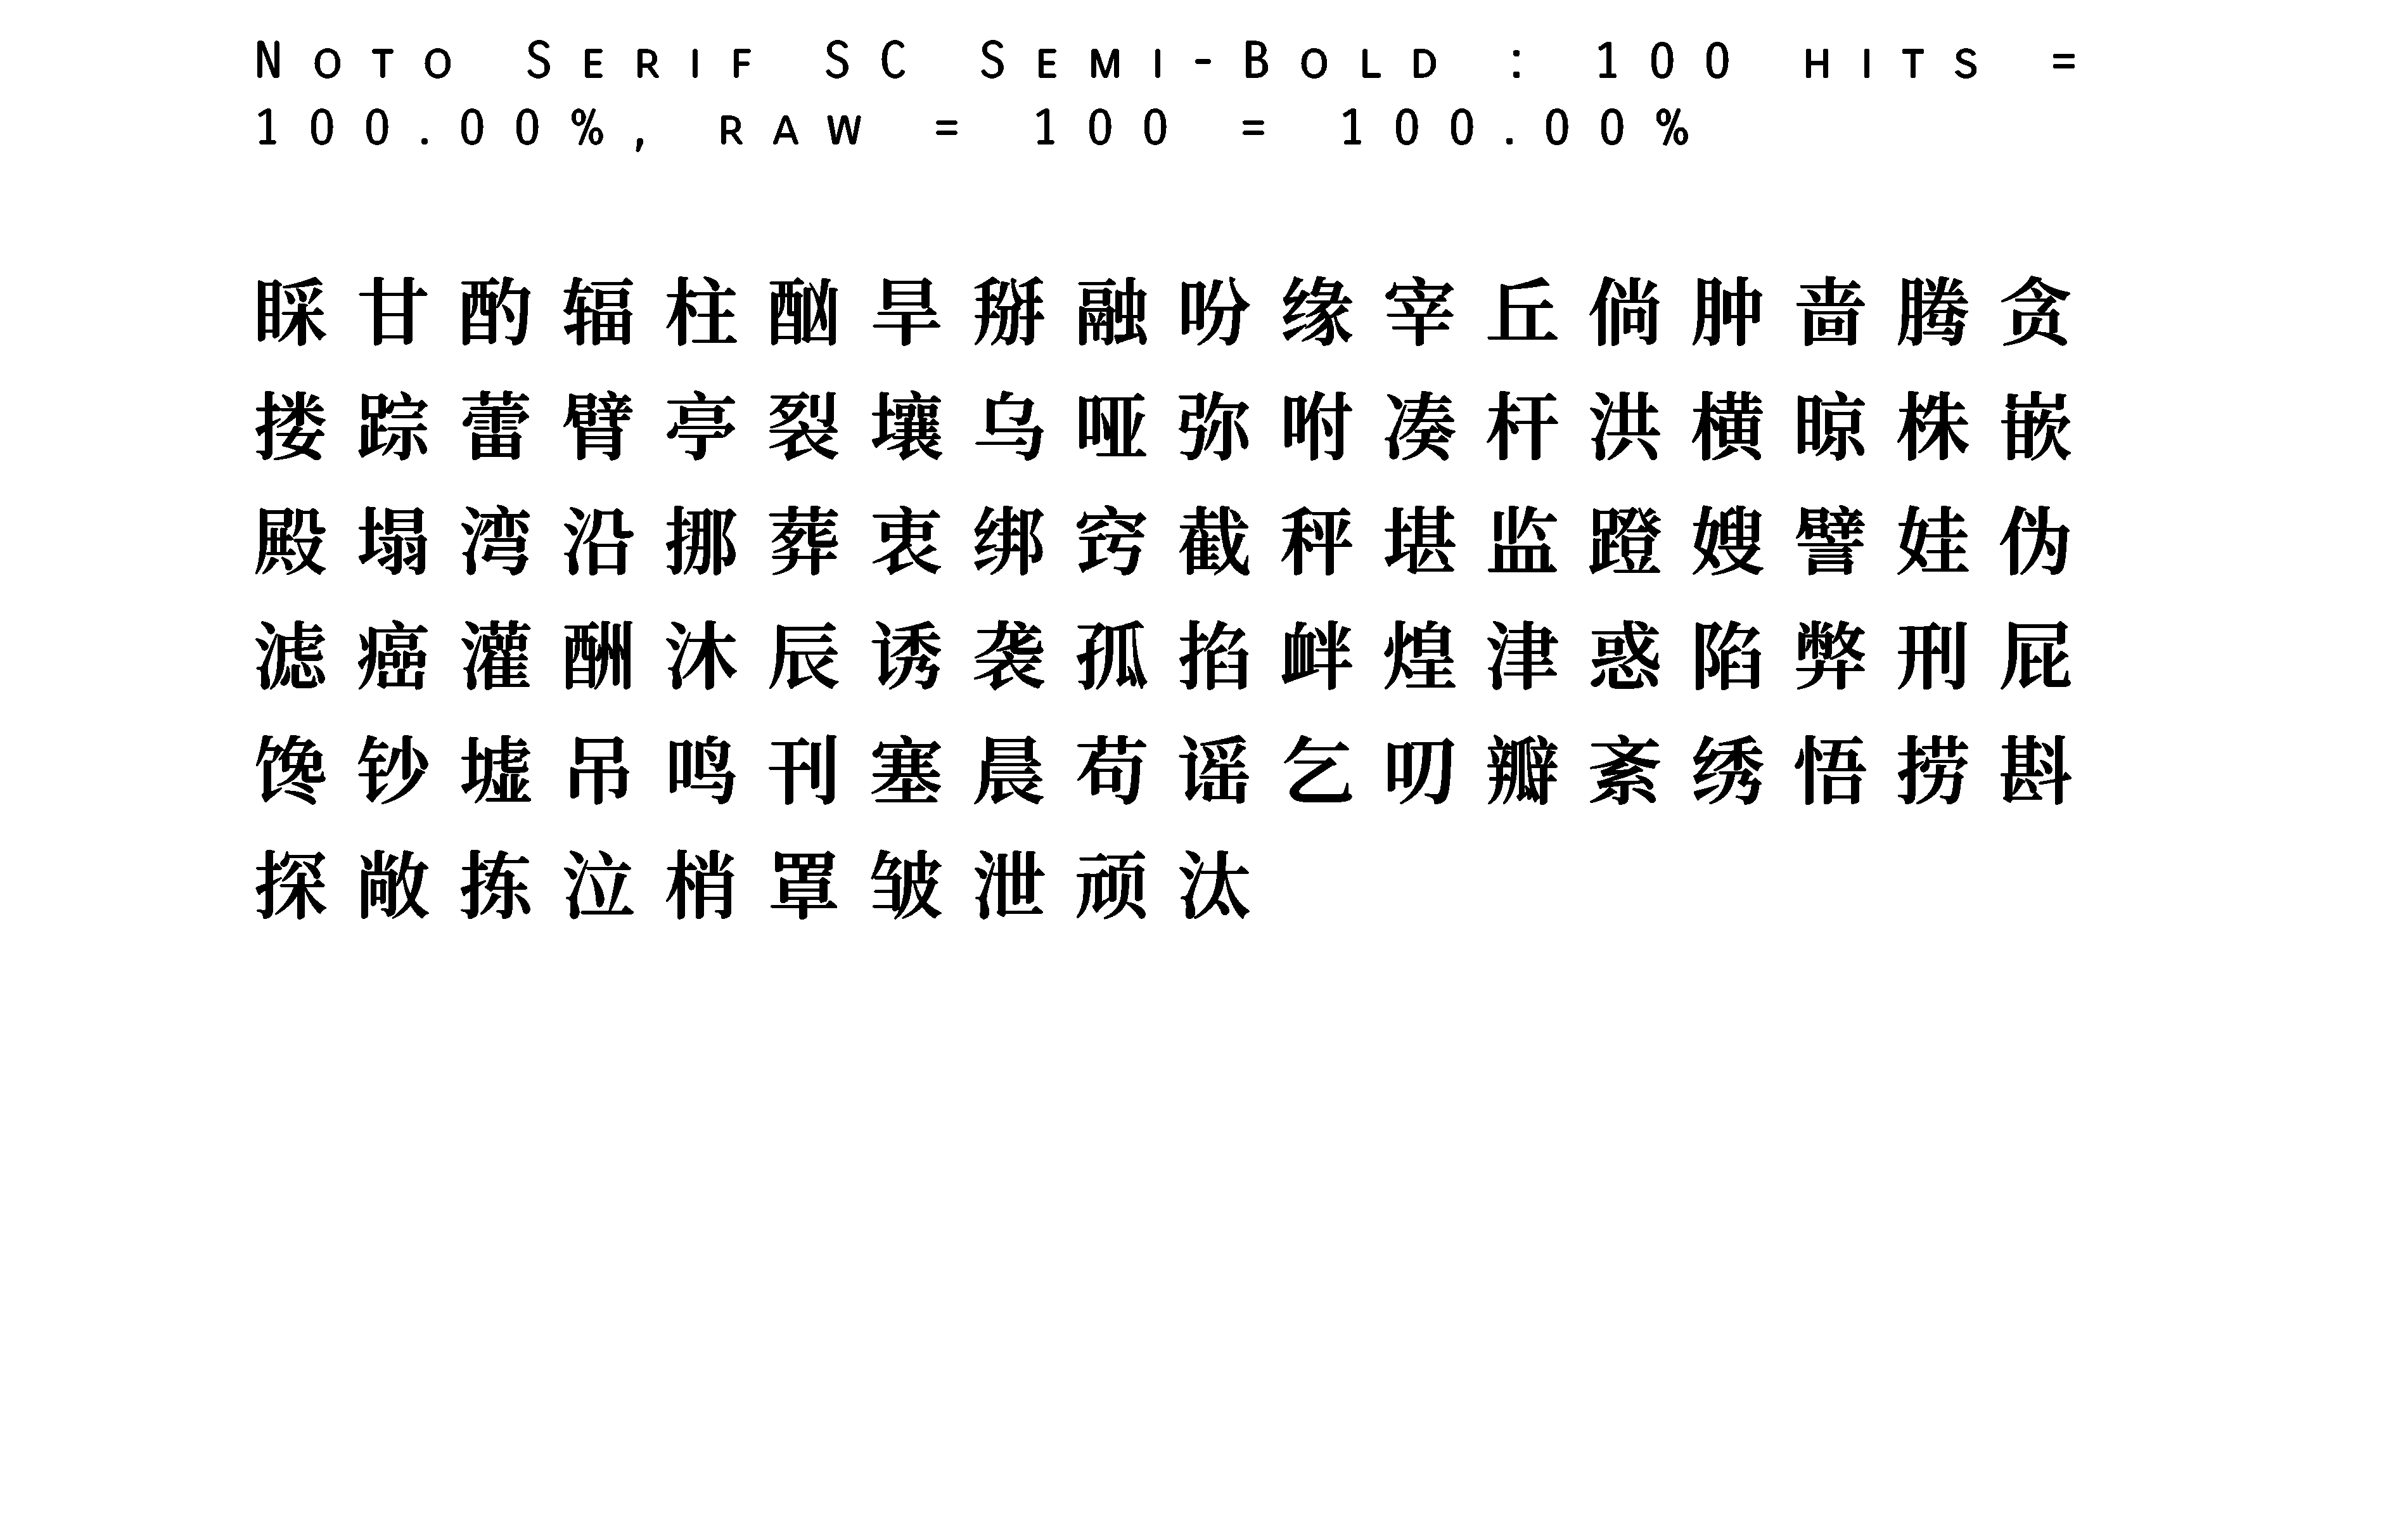 Noto Serif SC Semi-Bold : 100 hits =
100.00%, raw = 100 = 100.00%
睬甘酌辐柱酗旱掰融吩缘宰丘倘肿啬腾贪
搂踪蕾臂亭裂壤乌哑弥咐凑杆洪横晾株嵌
殿塌湾沿挪葬衷绑窍截秤堪监蹬嫂譬娃伪
滤癌灌酬沐辰诱袭孤掐衅煌津惑陷弊刑屁
馋钞墟吊鸣刊塞晨苟谣乞叨瓣紊绣悟捞斟
探敞拣泣梢罩皱泄顽汰